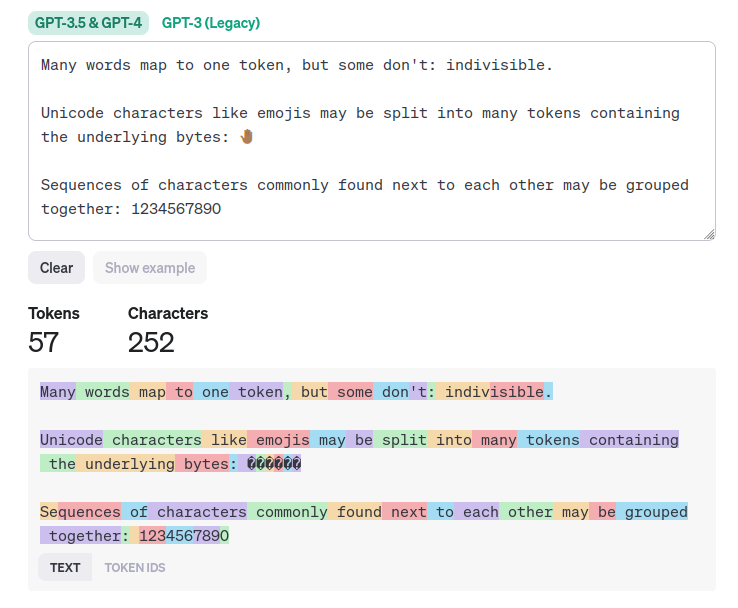 GPT-3.5 & GPT-4 GPT-3 (Legacy)
Many words map to one token, but some don't: indivisible.
Unicode characters like emojis may be split into many tokens containing
the underlying bytes: 🤚🏾
Sequences of characters commonly found next to each other may be grouped
together: 1234567890
Clear Show example
Tokens Characters
57 252
Many words map to one token, but some don't: indivisible.
Unicode characters like emojis may be split into many tokens containing
the underlying bytes: ������
Sequences of characters commonly found next to each other may be grouped
together: 1234567890
TEXT TOKEN IDS